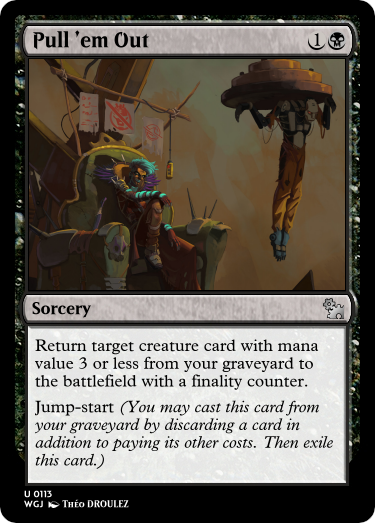 Pull ’em Out 1
Sorcery
Return target creature card with mana
value 3 or less from your graveyard to
the battlefield with a finality counter.
Jump-start (You may cast this card from
your graveyard by discarding a card in
addition to paying its other costs. Then exile
this card.)
U 0113
WGJ Théo DROULEZ